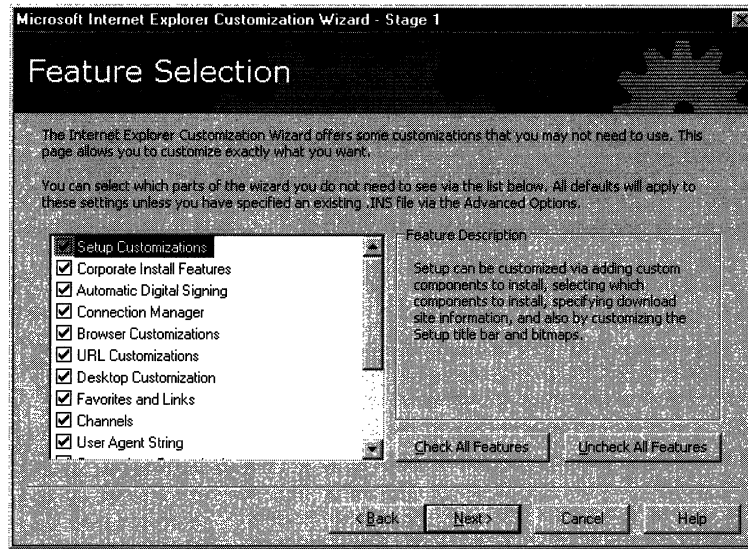 Microsoft Internet Explorer Customization Wizard - Stage 1
Feature Selection
The Internet Explorer Customization Wizard offers some customizations that you may not need to use. This
page allows you to customize exactly what you want.
You can select which parts of the wizard you do not need to see via the list below. All defaults will apply to
these settings unless you have specified an existing .INS file via the Advanced Options.
Setup Customizations
Corporate Install Features
Automatic Digital Signing
Connection Manager
Browser Customizations
URL Customizations
Desktop Customization
Favorites and Links
Channels
User Agent String
Feature Description
Setup can be customized via adding custom
components to install, selecting which
components to install, specifying download
site information, and also by customizing the
Setup title bar and bitmaps.
Check All Features
Uncheck All Features
< Back
Next >
Cancel
Help